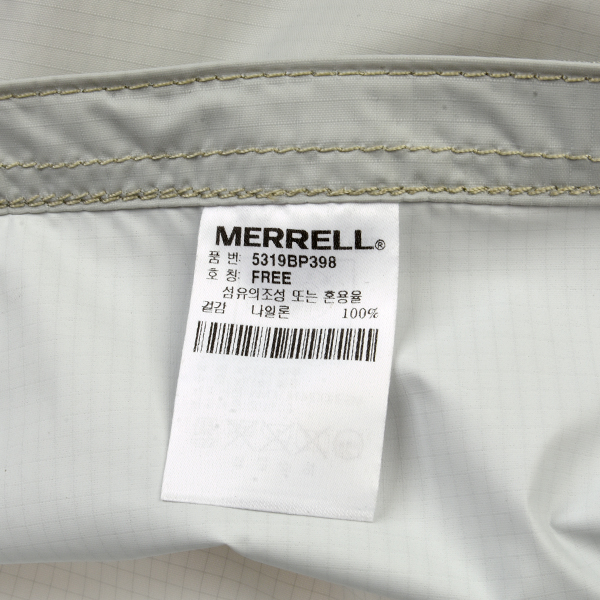 MERRELL®
품 번: 5319BP398
호 칭: FREE
섬유의조성 또는 혼용율
겉감 나일론 100%